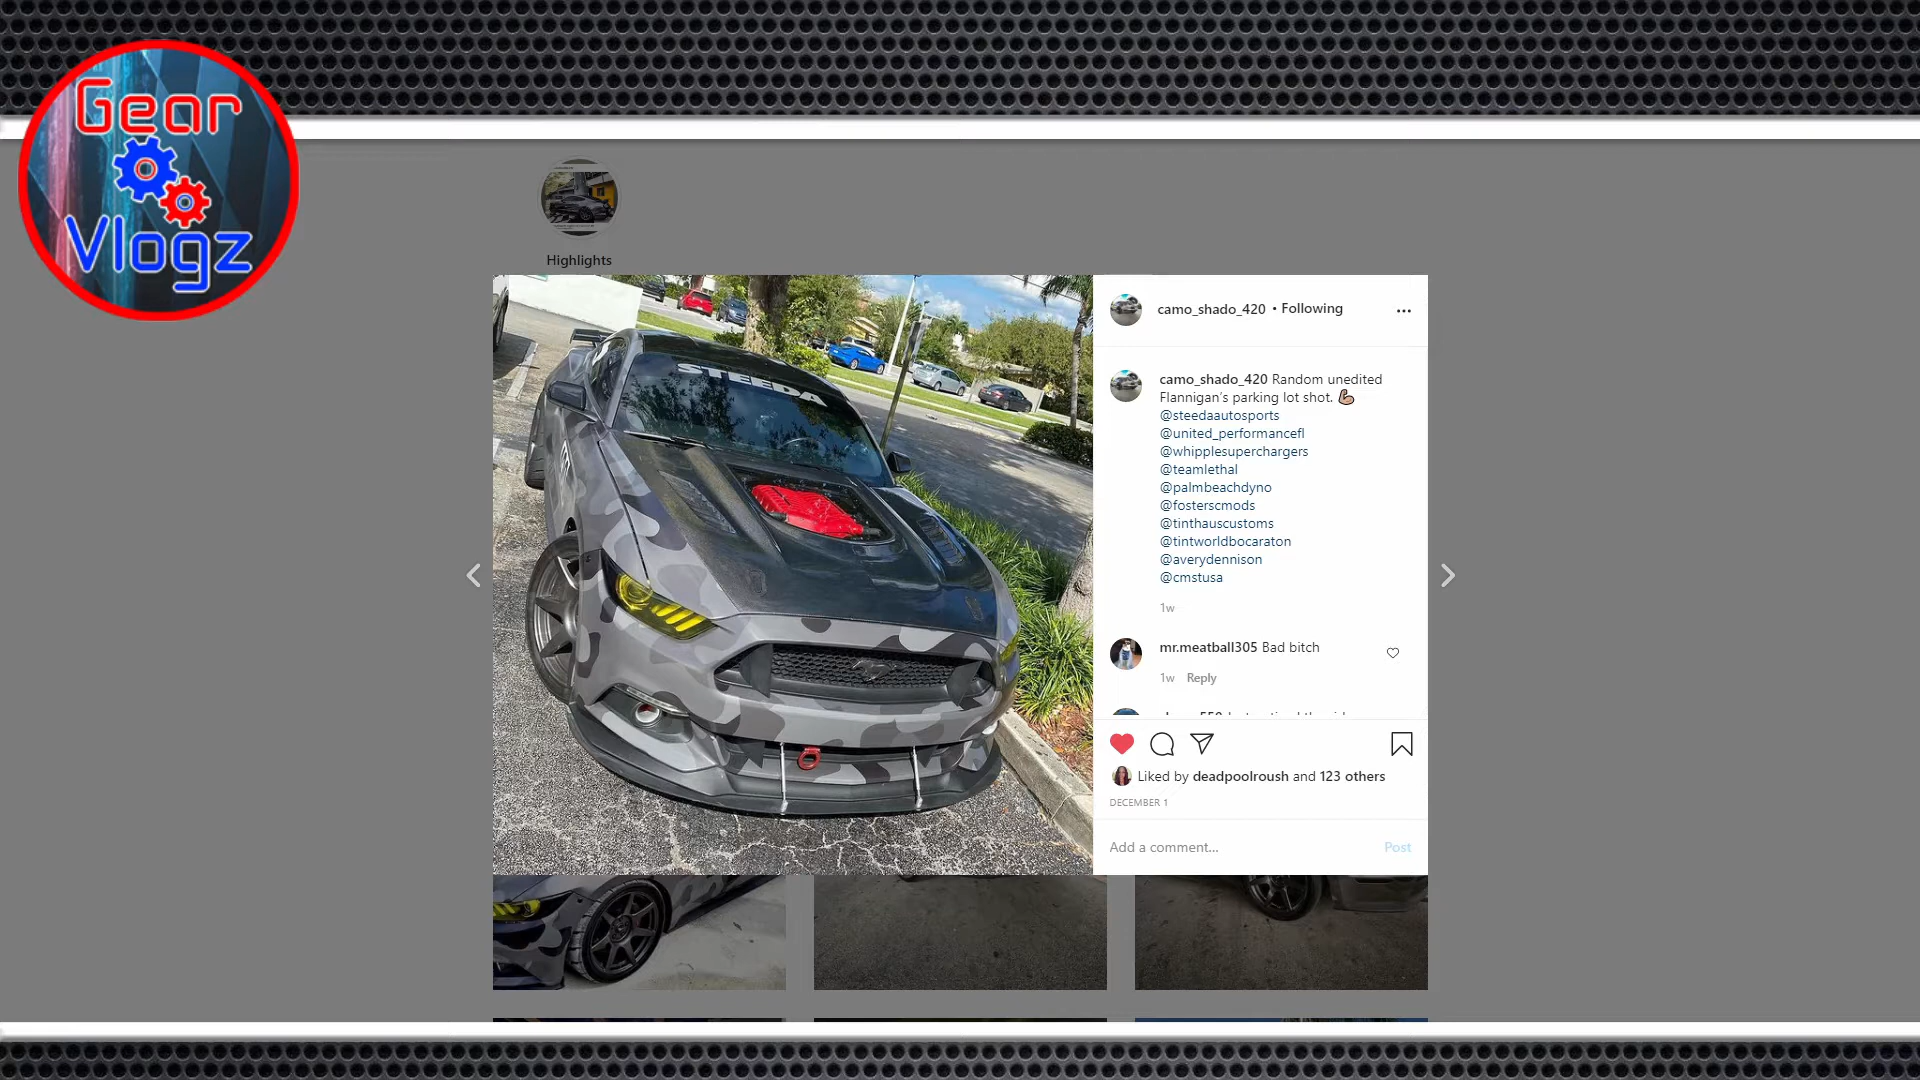 Gear
Vlogz
Highlights
STEEDA
camo_shado_420 • Following
camo_shado_420 Random unedited
Flannigan's parking lot shot. 💪🏽
@steedaautosports
@united_performancefl
@whipplesuperchargers
@teamlethal
@palmbeachdyno
@fosterscmods
@tinthauscustoms
@tintworldbocaraton
@averydennison
@cmstusa
1w
mr.meatball305 Bad bitch
1w Reply
Liked by deadpoolroush and 123 others
DECEMBER 1
Add a comment...
Post